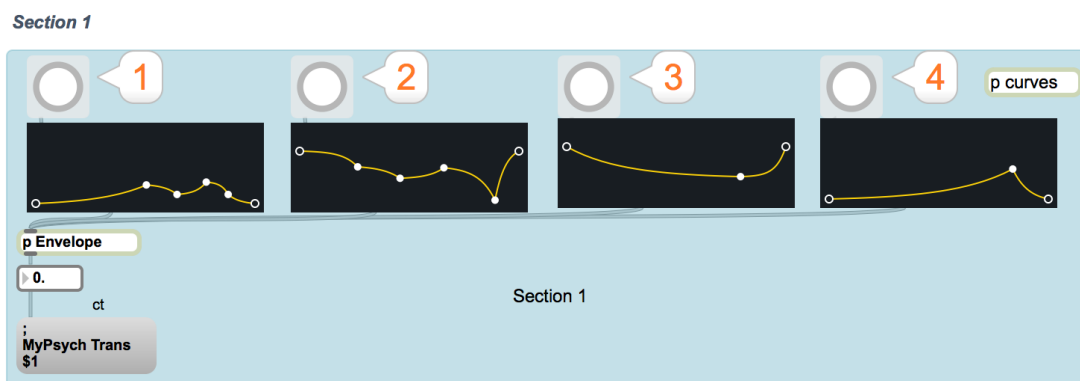 Section 1
1
2
3
4
p curves
p Envelope
0.
ct
Section 1
;
MyPsych Trans
$1